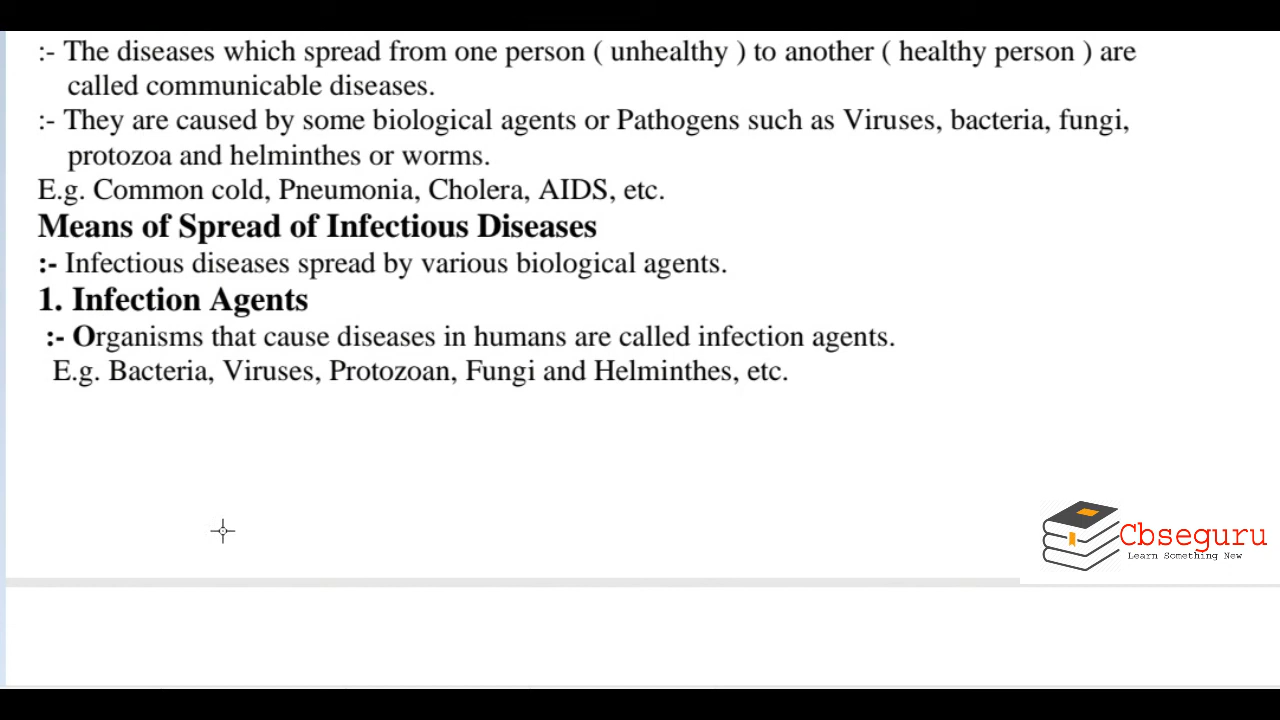 :- The diseases which spread from one person ( unhealthy ) to another ( healthy person ) are
called communicable diseases.
:- They are caused by some biological agents or Pathogens such as Viruses, bacteria, fungi,
protozoa and helminthes or worms.
E.g. Common cold, Pneumonia, Cholera, AIDS, etc.
Means of Spread of Infectious Diseases
:- Infectious diseases spread by various biological agents.
1. Infection Agents
:- Organisms that cause diseases in humans are called infection agents.
E.g. Bacteria, Viruses, Protozoan, Fungi and Helminthes, etc.
Cbseguru
Learn Something New